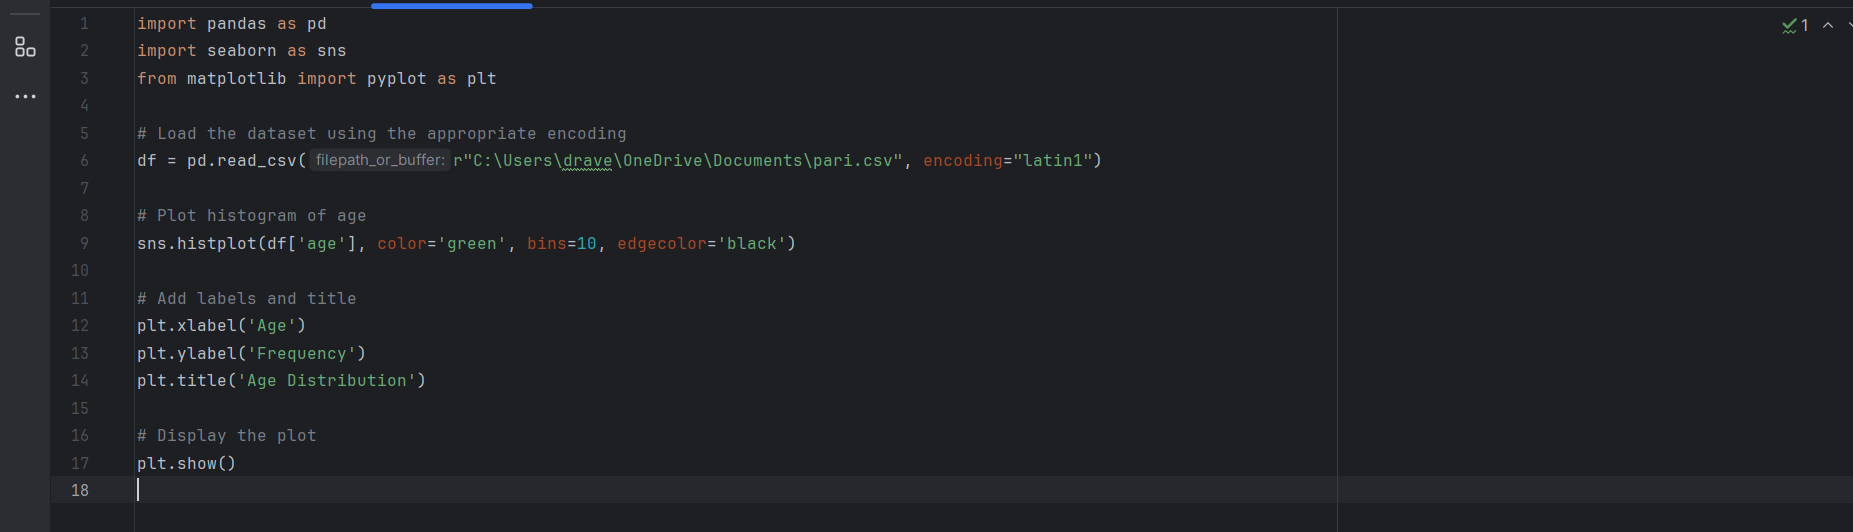 1 import pandas as pd
2 import seaborn as sns
3 from matplotlib import pyplot as plt
4
5 # Load the dataset using the appropriate encoding
6 df = pd.read_csv( filepath_or_buffer: r"C:\Users\drave\OneDrive\Documents\pari.csv", encoding="latin1")
7
8 # Plot histogram of age
9 sns.histplot(df['age'], color='green', bins=10, edgecolor='black')
10
11 # Add labels and title
12 plt.xlabel('Age')
13 plt.ylabel('Frequency')
14 plt.title('Age Distribution')
15
16 # Display the plot
17 plt.show()
18
1